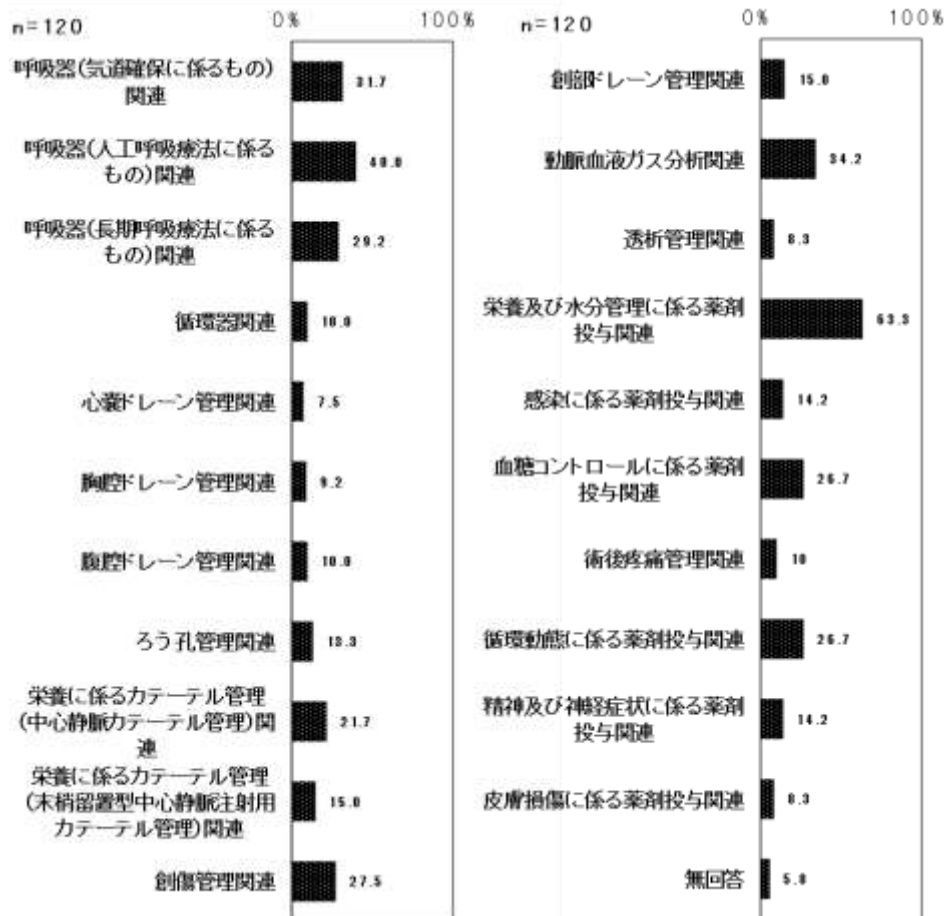 n=120
0%
100%
呼吸器(気道確保に係るもの)
関連
31.7
呼吸器(人工呼吸療法に係る
もの)関連
40.0
呼吸器(長期呼吸療法に係る
もの)関連
29.2
循環器関連
10.0
心嚢ドレーン管理関連
7.5
胸腔ドレーン管理関連
9.2
腹腔ドレーン管理関連
10.0
ろう孔管理関連
13.3
栄養に係るカテーテル管理
(中心静脈カテーテル管理)関
連
21.7
栄養に係るカテーテル管理
(末梢留置型中心静脈注射用
カテーテル管理)関連
15.0
創傷管理関連
27.5
n=120
0%
100%
創部ドレーン管理関連
15.0
動脈血液ガス分析関連
34.2
透析管理関連
8.3
栄養及び水分管理に係る薬剤
投与関連
63.3
感染に係る薬剤投与関連
14.2
血糖コントロールに係る薬剤
投与関連
26.7
術後疼痛管理関連
10
循環動態に係る薬剤投与関連
26.7
精神及び神経症状に係る薬剤
投与関連
14.2
皮膚損傷に係る薬剤投与関連
8.3
無回答
5.8